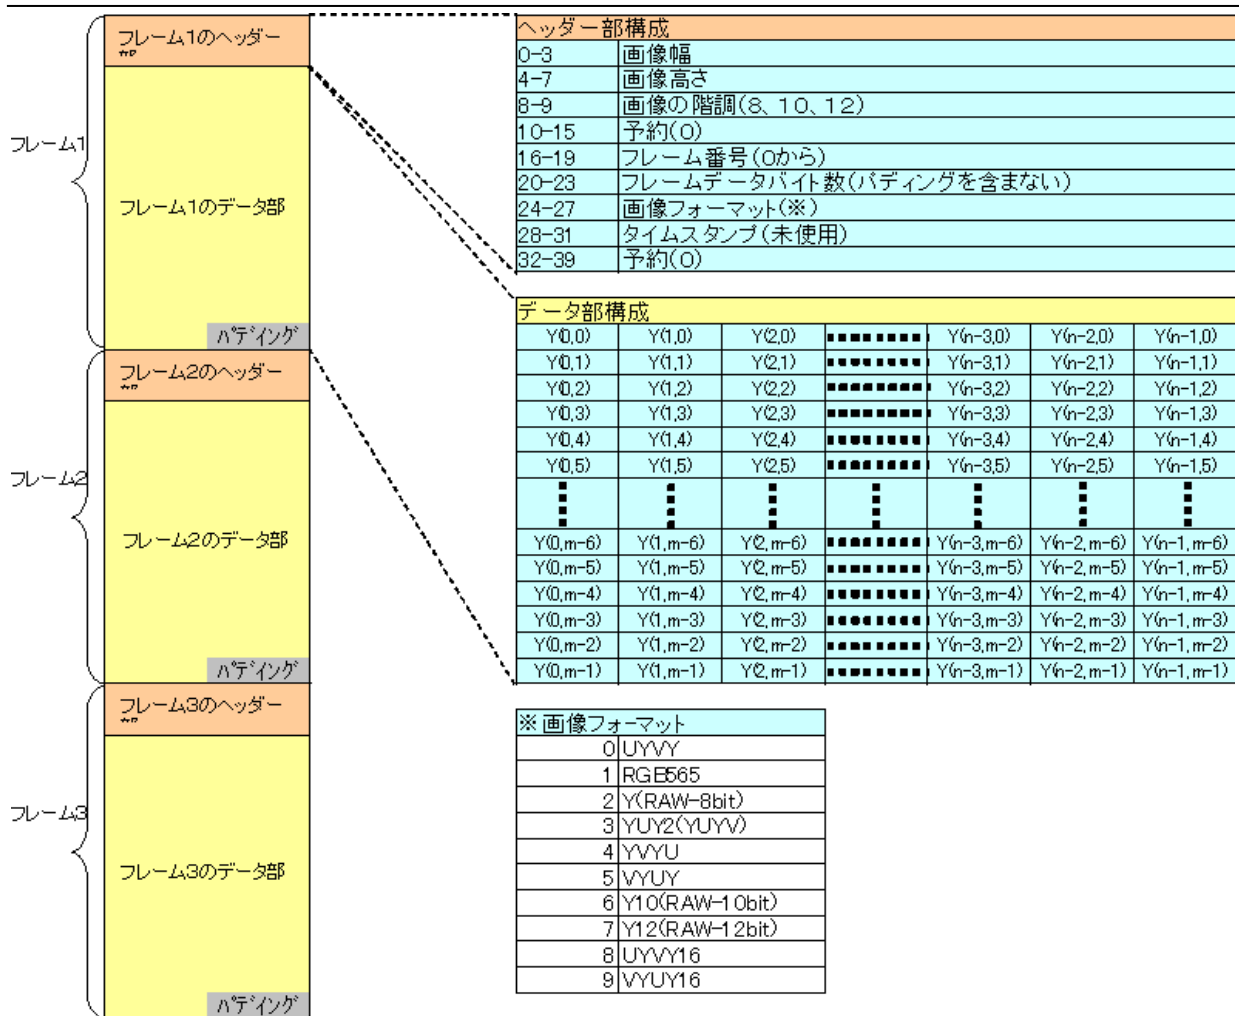 フレーム1
フレーム1のヘッダー
フレーム1のデータ部
パディング
フレーム2
フレーム2のヘッダー
フレーム2のデータ部
パディング
フレーム3
フレーム3のヘッダー
フレーム3のデータ部
パディング
ヘッダー部構成
0-3 画像幅
4-7 画像高さ
8-9 画像の階調(8、10、12)
10-15 予約(0)
16-19 フレーム番号(0から)
20-23 フレームデータバイト数(パディングを含まない)
24-27 画像フォーマット(※)
28-31 タイムスタンプ(未使用)
32-39 予約(0)
データ部構成
Y(0,0) Y(1,0) Y(2,0) Y(n-3,0) Y(n-2,0) Y(n-1,0)
Y(0,1) Y(1,1) Y(2,1) Y(n-3,1) Y(n-2,1) Y(n-1,1)
Y(0,2) Y(1,2) Y(2,2) Y(n-3,2) Y(n-2,2) Y(n-1,2)
Y(0,3) Y(1,3) Y(2,3) Y(n-3,3) Y(n-2,3) Y(n-1,3)
Y(0,4) Y(1,4) Y(2,4) Y(n-3,4) Y(n-2,4) Y(n-1,4)
Y(0,5) Y(1,5) Y(2,5) Y(n-3,5) Y(n-2,5) Y(n-1,5)
Y(0,m-6) Y(1,m-6) Y(2,m-6) Y(n-3,m-6) Y(n-2,m-6) Y(n-1,m-6)
Y(0,m-5) Y(1,m-5) Y(2,m-5) Y(n-3,m-5) Y(n-2,m-5) Y(n-1,m-5)
Y(0,m-4) Y(1,m-4) Y(2,m-4) Y(n-3,m-4) Y(n-2,m-4) Y(n-1,m-4)
Y(0,m-3) Y(1,m-3) Y(2,m-3) Y(n-3,m-3) Y(n-2,m-3) Y(n-1,m-3)
Y(0,m-2) Y(1,m-2) Y(2,m-2) Y(n-3,m-2) Y(n-2,m-2) Y(n-1,m-2)
Y(0,m-1) Y(1,m-1) Y(2,m-1) Y(n-3,m-1) Y(n-2,m-1) Y(n-1,m-1)
※画像フォーマット
0 UYVY
1 RGB565
2 Y(RAW-8bit)
3 YUY2(YUYV)
4 YVYU
5 VYUY
6 Y10(RAW-10bit)
7 Y12(RAW-12bit)
8 UYVY16
9 VYUY16